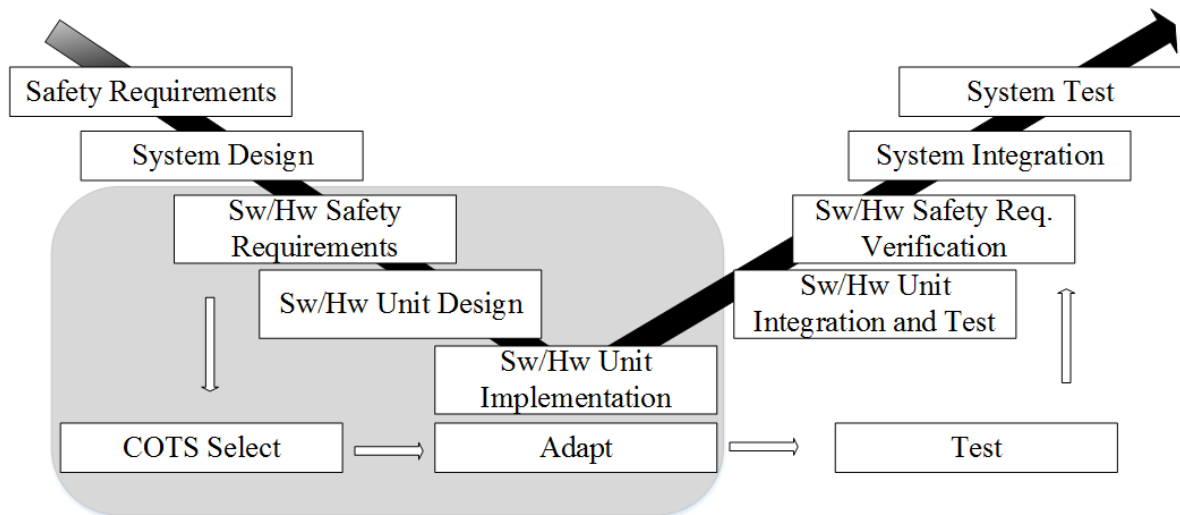 Safety Requirements
System Test
System Design
System Integration
Sw/Hw Safety
Requirements
Sw/Hw Safety Req.
Verification
Sw/Hw Unit Design
Sw/Hw Unit
Integration and Test
Sw/Hw Unit
Implementation
COTS Select
Adapt
Test